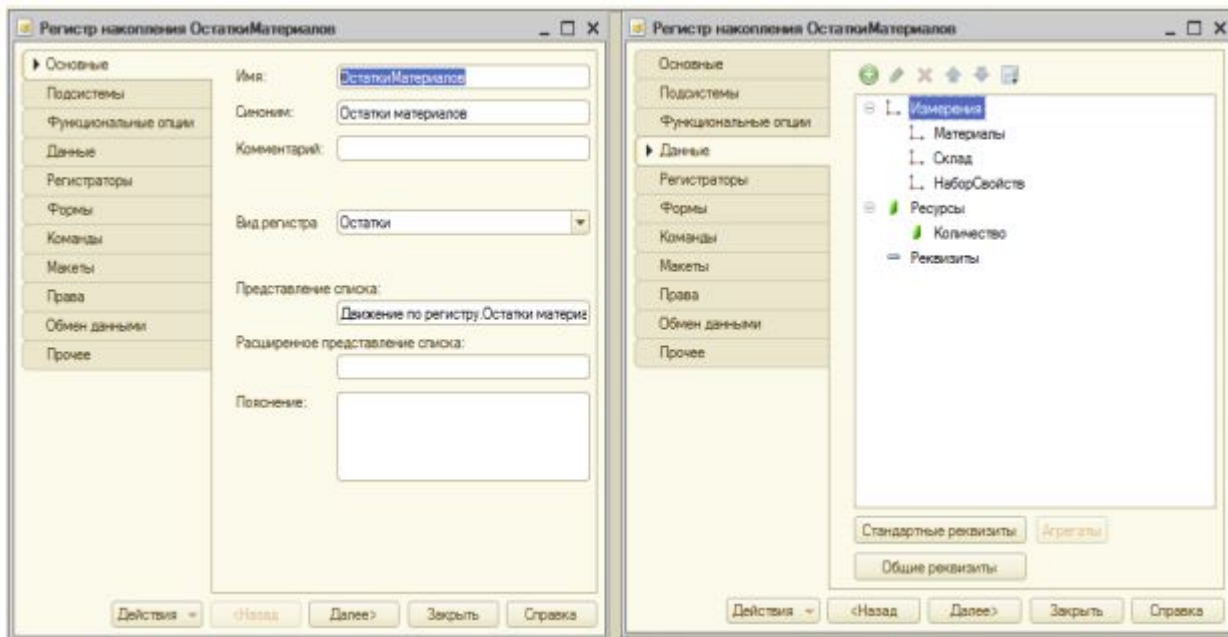 Регистр накопления ОстаткиМатериалов
Основные
Подсистемы
Функциональные опции
Данные
Регистраторы
Формы
Команды
Макеты
Права
Обмен данными
Прочее
Имя: ОстаткиМатериалов
Синоним: Остатки материалов
Комментарий:
Вид регистра Остатки
Представление списка:
Движение по регистру.Остатки материа
Расширенное представление списка:
Пояснение:
Действия <Назад Далее> Закрыть Справка
Регистр накопления ОстаткиМатериалов
Основные
Подсистемы
Функциональные опции
Данные
Регистраторы
Формы
Команды
Макеты
Права
Обмен данными
Прочее
Измерения
Материалы
Склад
НаборСвойств
Ресурсы
Количество
Реквизиты
Стандартные реквизиты Агрегаты
Общие реквизиты
Действия <Назад Далее> Закрыть Справка